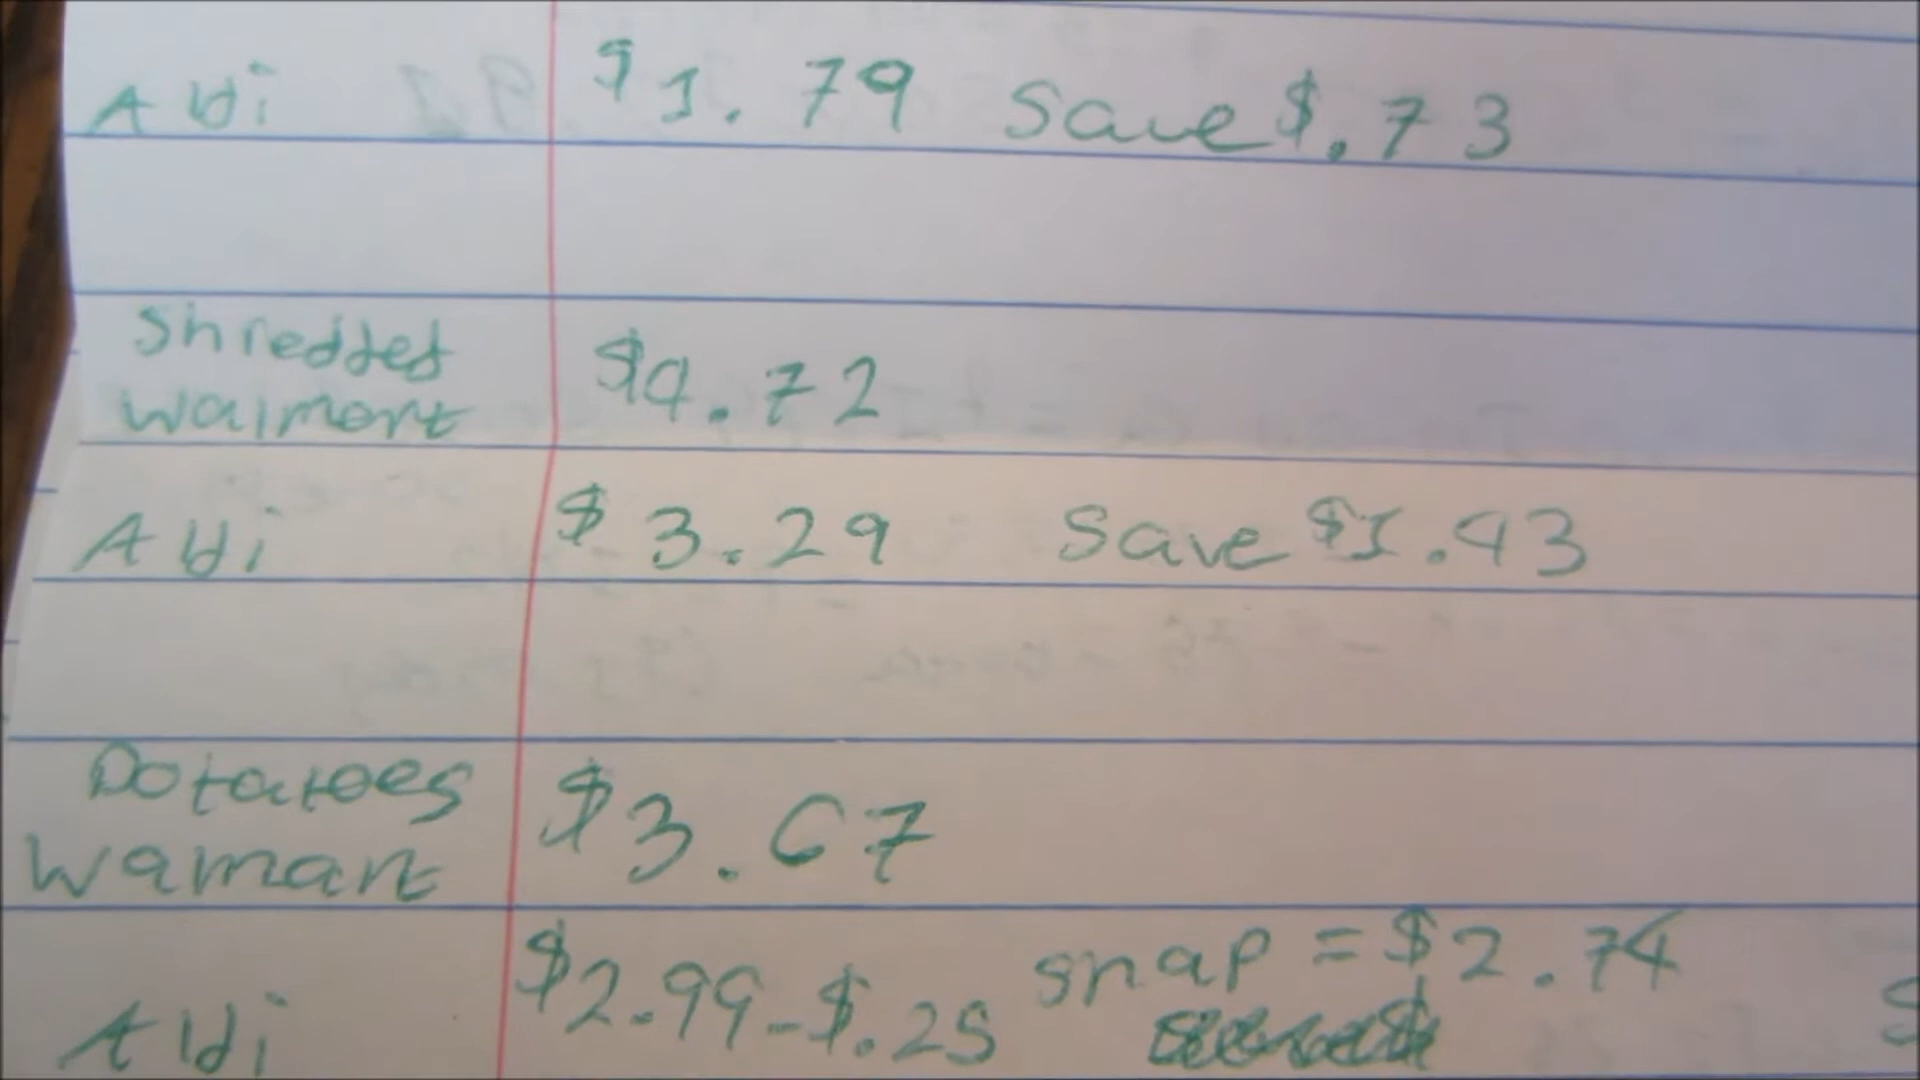 Aldi $1.79 Save $.73
Shredded
Walmart $4.72
Aldi $3.29 Save $1.43
Potatoes
Wamart $3.67
Aldi $2.99-$.25 snap = $2.74